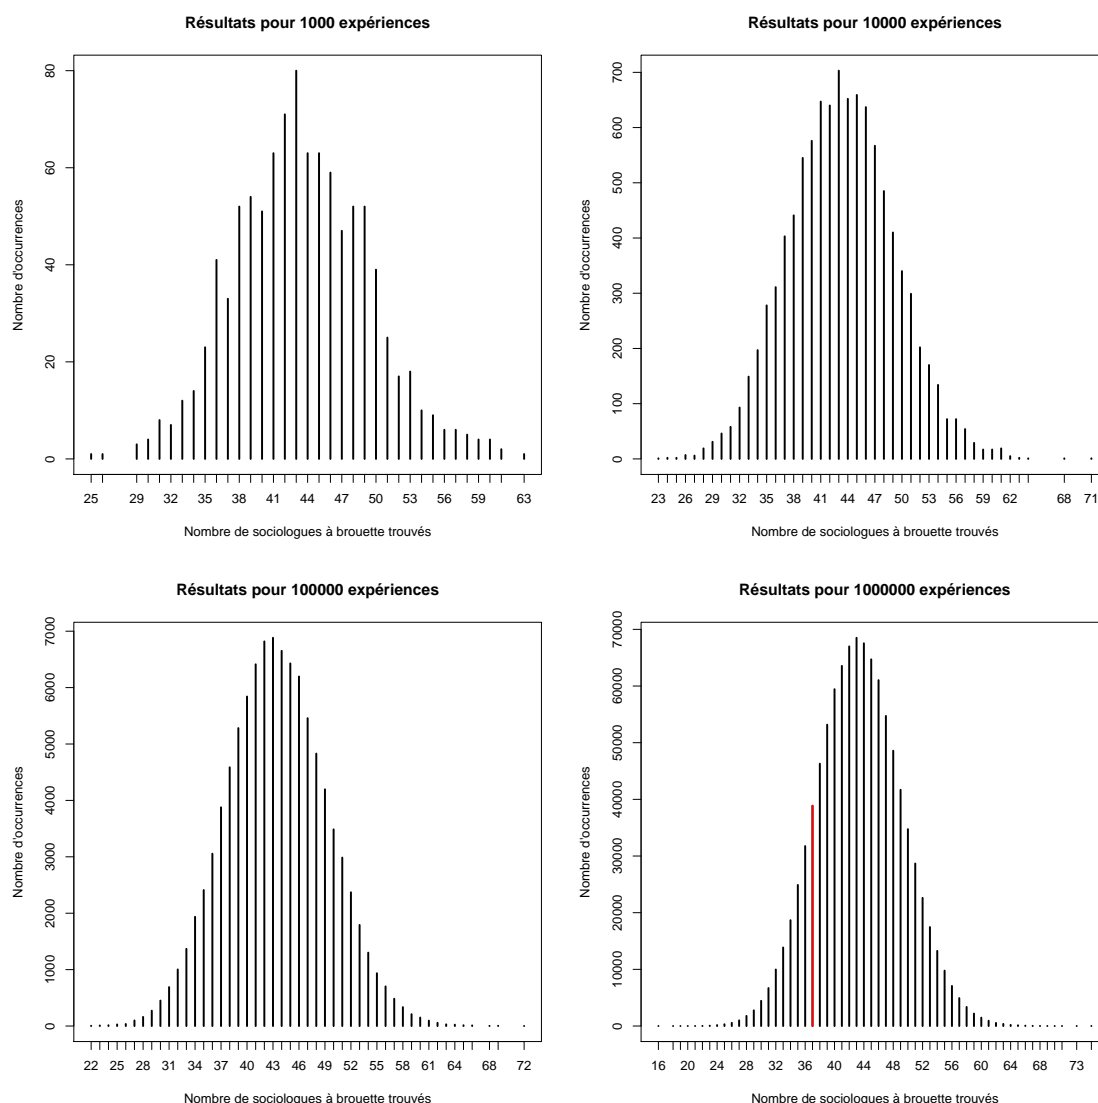 Résultats pour 1000 expériences
Nombre d'occurrences
0
20
40
60
80
25 29 32 35 38 41 44 47 50 53 56 59 63
Nombre de sociologues à brouette trouvés
Résultats pour 10000 expériences
Nombre d'occurrences
0
100
200
300
400
500
600
700
23 26 29 32 35 38 41 44 47 50 53 56 59 62 68 71
Nombre de sociologues à brouette trouvés
Résultats pour 100000 expériences
Nombre d'occurrences
0
1000
2000
3000
4000
5000
6000
7000
22 25 28 31 34 37 40 43 46 49 52 55 58 61 64 68 72
Nombre de sociologues à brouette trouvés
Résultats pour 1000000 expériences
Nombre d'occurrences
0
10000
20000
30000
40000
50000
60000
70000
16 20 24 28 32 36 40 44 48 52 56 60 64 68 73
Nombre de sociologues à brouette trouvés